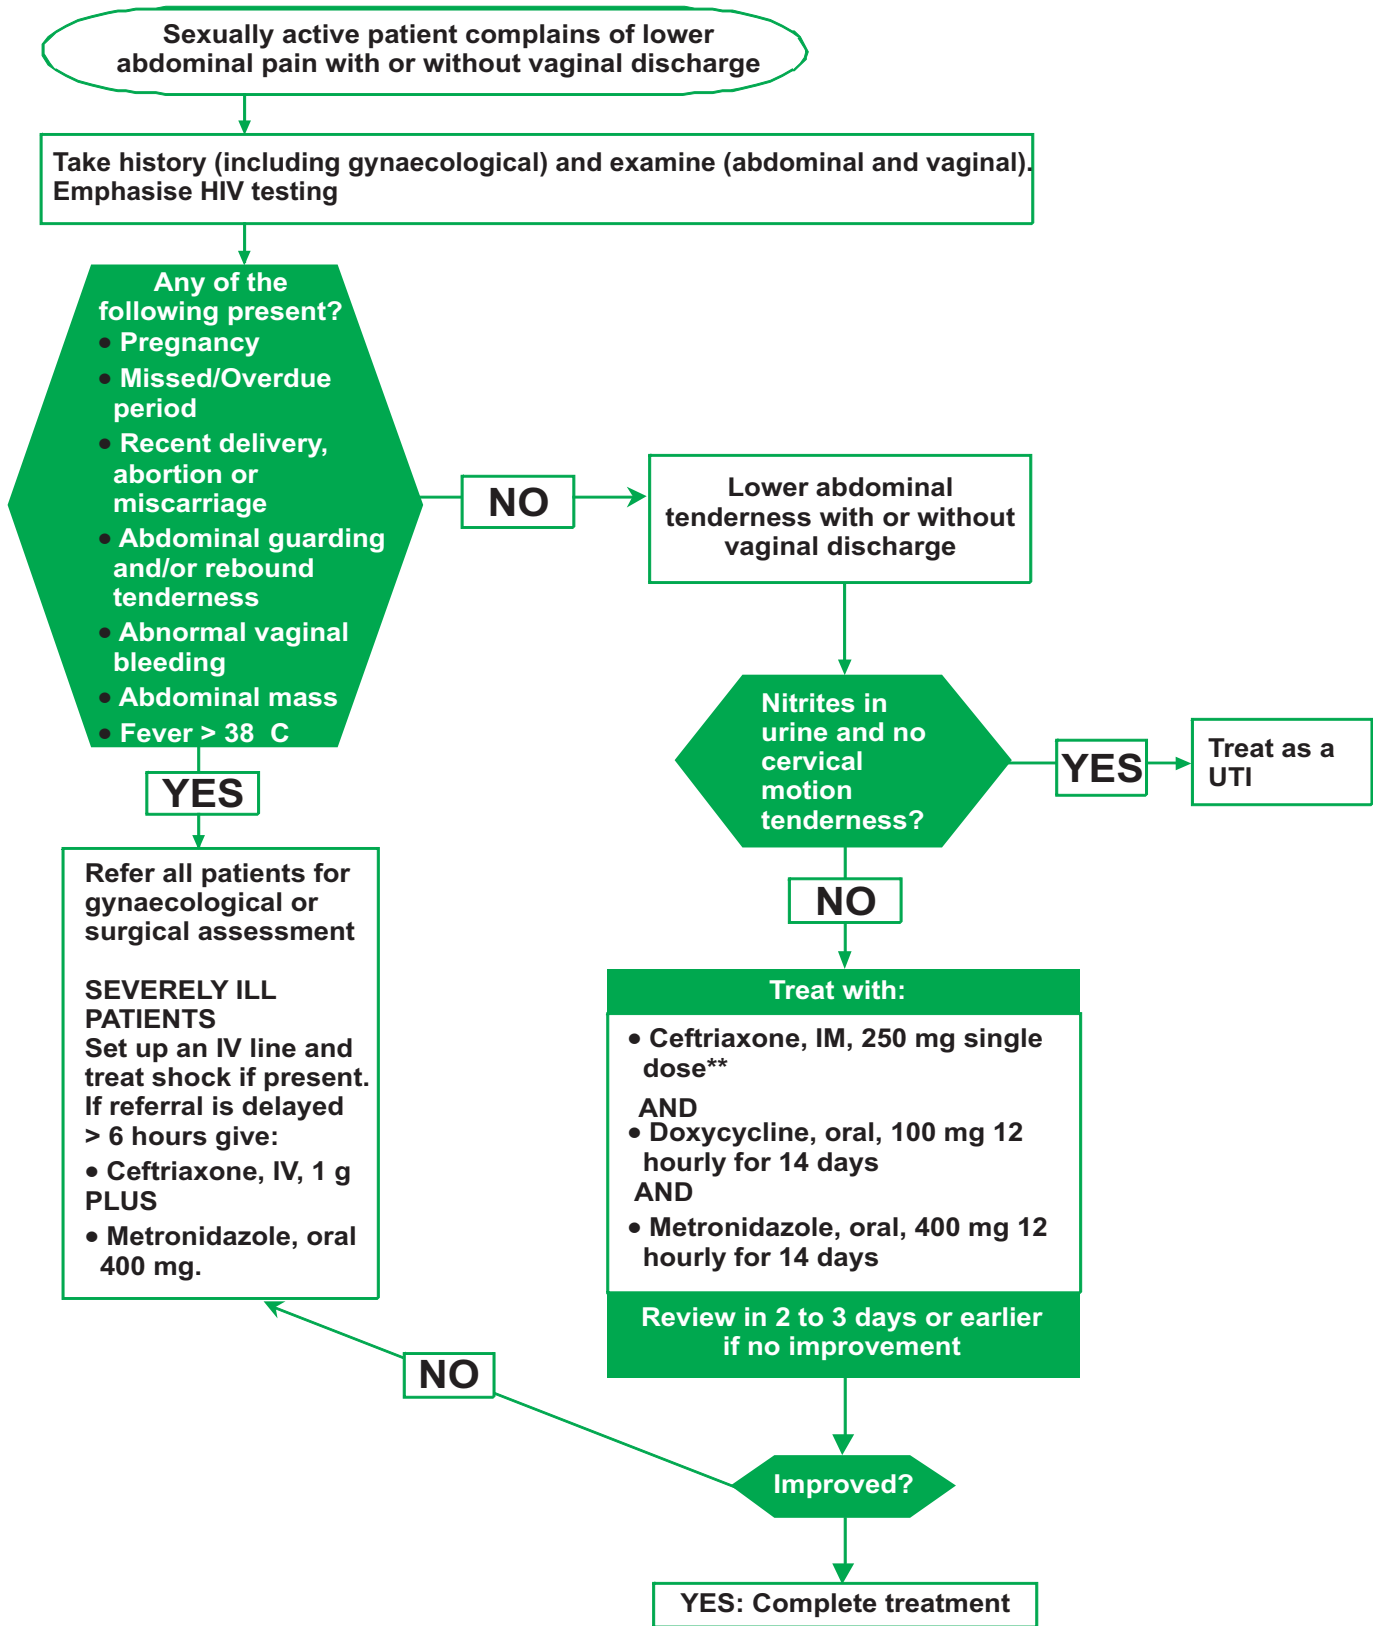 Sexually active patient complains of lower
abdominal pain with or without vaginal discharge
Take history (including gynaecological) and examine (abdominal and vaginal).
Emphasise HIV testing
Any of the
following present?
• Pregnancy
• Missed/Overdue
period
• Recent delivery,
abortion or
miscarriage
• Abdominal guarding
and/or rebound
tenderness
• Abnormal vaginal
bleeding
• Abdominal mass
• Fever > 38 C
NO
Lower abdominal
tenderness with or without
vaginal discharge
Nitrites in
urine and no
cervical
motion
tenderness?
YES
Treat as a
UTI
YES
Refer all patients for
gynaecological or
surgical assessment
SEVERELY ILL
PATIENTS
Set up an IV line and
treat shock if present.
If referral is delayed
> 6 hours give:
• Ceftriaxone, IV, 1 g
PLUS
• Metronidazole, oral
400 mg.
NO
Treat with:
• Ceftriaxone, IM, 250 mg single
dose**
AND
• Doxycycline, oral, 100 mg 12
hourly for 14 days
AND
• Metronidazole, oral, 400 mg 12
hourly for 14 days
Review in 2 to 3 days or earlier
if no improvement
NO
Improved?
YES: Complete treatment